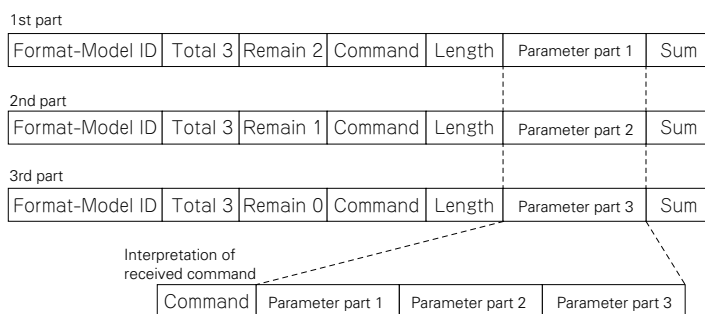 1st part
Format-Model ID Total 3 Remain 2 Command Length Parameter part 1 Sum
2nd part
Format-Model ID Total 3 Remain 1 Command Length Parameter part 2 Sum
3rd part
Format-Model ID Total 3 Remain 0 Command Length Parameter part 3 Sum
Interpretation of
received command
Command Parameter part 1 Parameter part 2 Parameter part 3